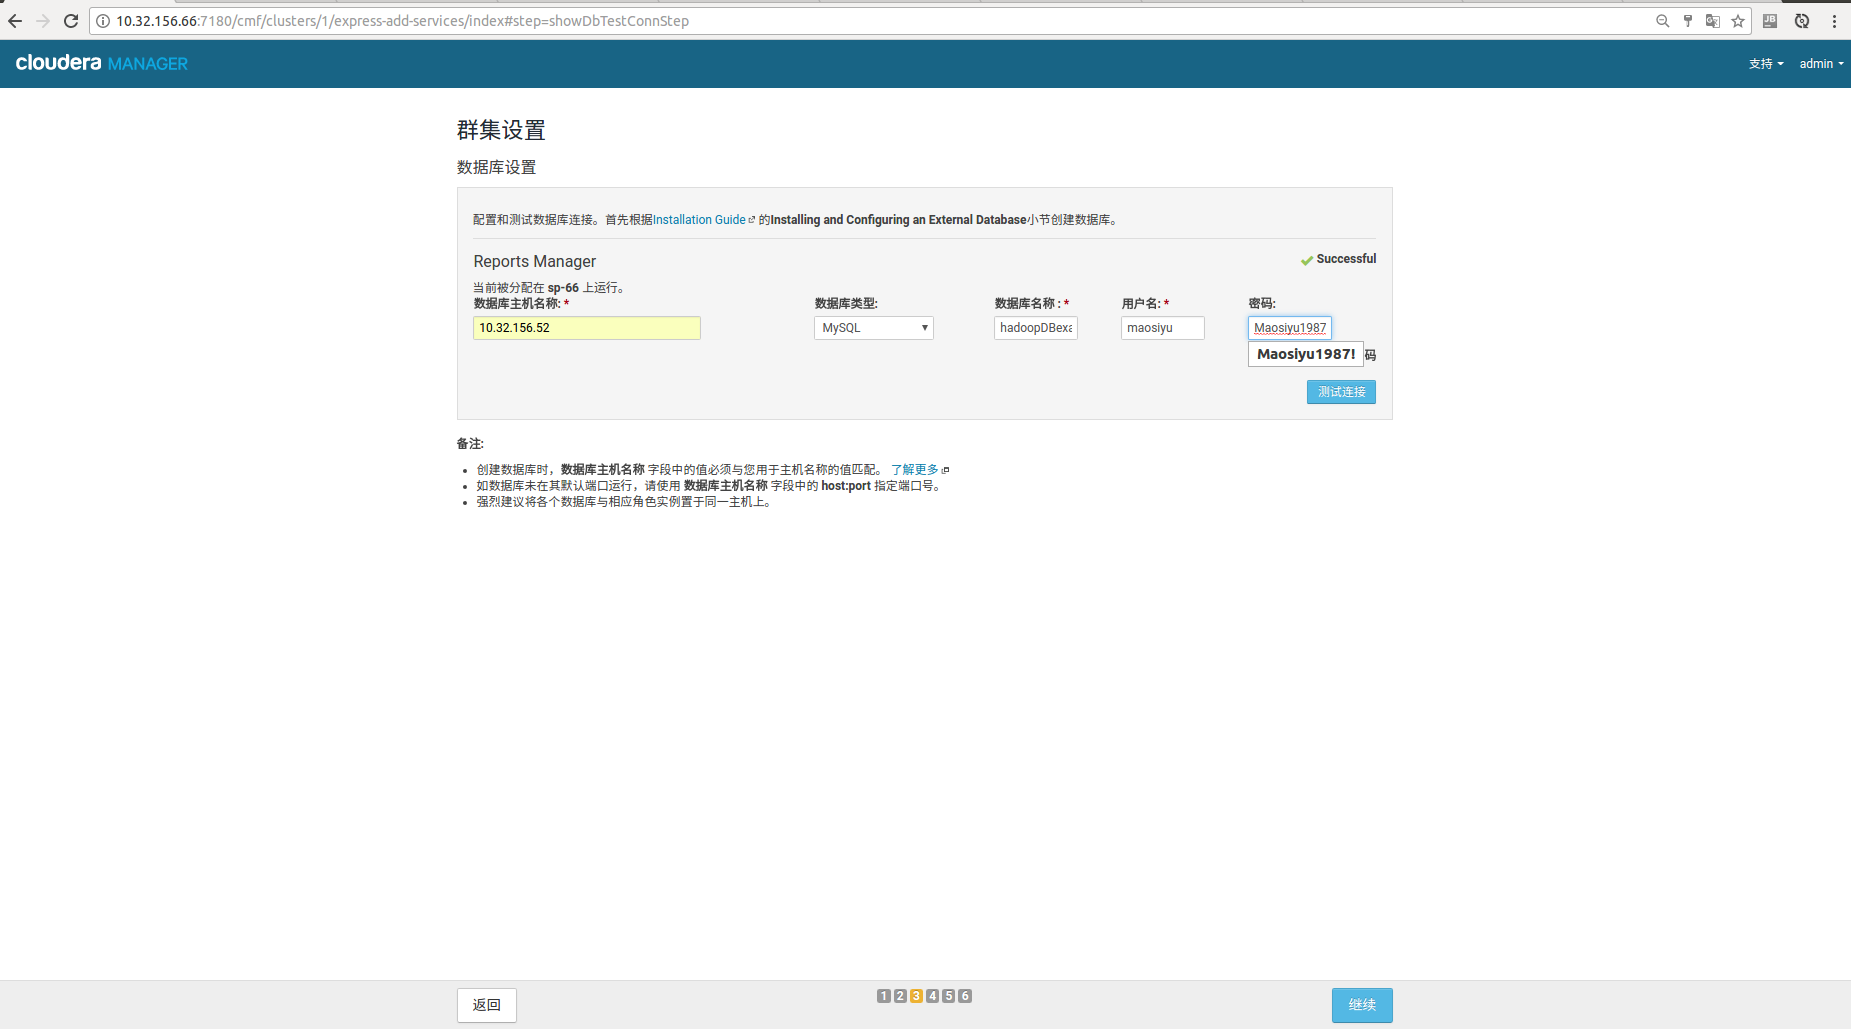 10.32.156.66:7180/cmf/clusters/1/express-add-services/index#step=showDbTestConnStep
cloudera MANAGER
支持
admin
群集设置
数据库设置
配置和测试数据库连接。首先根据Installation Guide 的Installing and Configuring an External Database小节创建数据库。
Reports Manager
Successful
当前被分配在 sp-66 上运行。
数据库主机名称: * 数据库类型: 数据库名称 : * 用户名: * 密码:
10.32.156.52 MySQL hadoopDBexa maosiyu Maosiyu1987
Maosiyu1987! 码
测试连接
备注:
创建数据库时，数据库主机名称 字段中的值必须与您用于主机名称的值匹配。 了解更多
如数据库未在其默认端口运行，请使用 数据库主机名称 字段中的 host:port 指定端口号。
强烈建议将各个数据库与相应角色实例置于同一主机上。
返回
1 2 3 4 5 6
继续